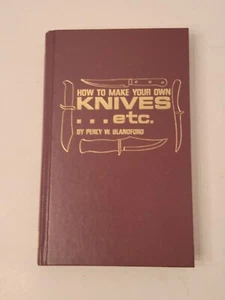 HOW TO MAKE YOUR OWN
KNIVES
...etc.
BY PERCY W. BLANDFORD